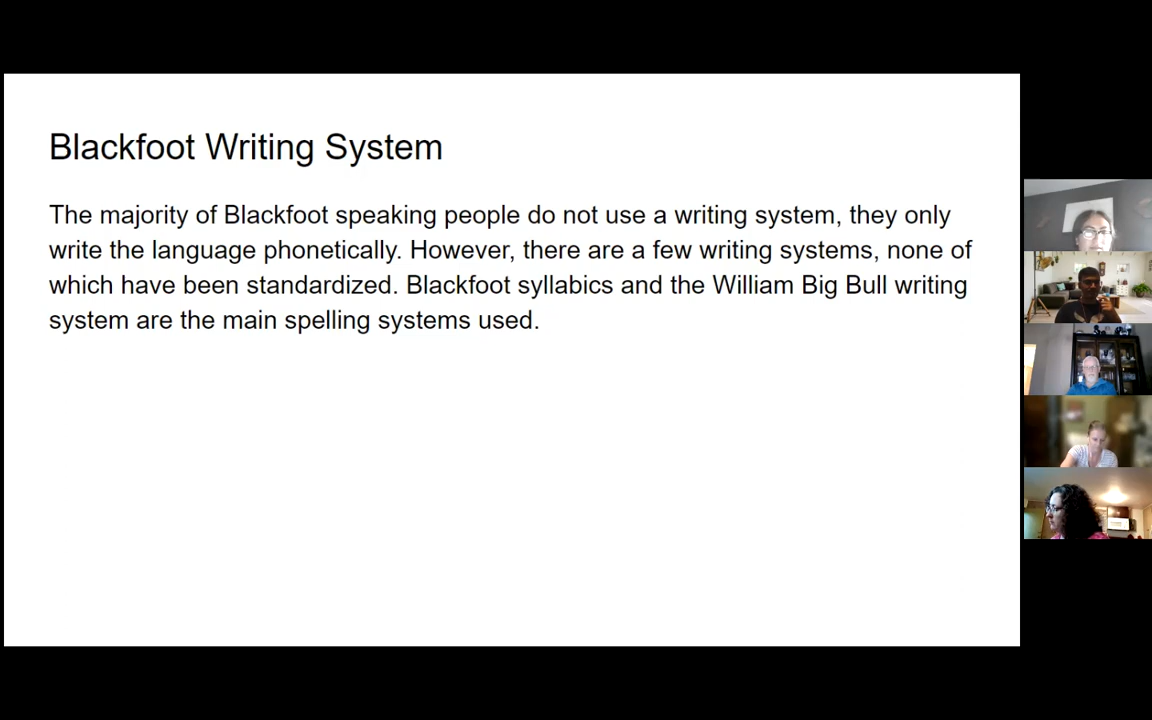 Blackfoot Writing System
The majority of Blackfoot speaking people do not use a writing system, they only
write the language phonetically. However, there are a few writing systems, none of
which have been standardized. Blackfoot syllabics and the William Big Bull writing
system are the main spelling systems used.